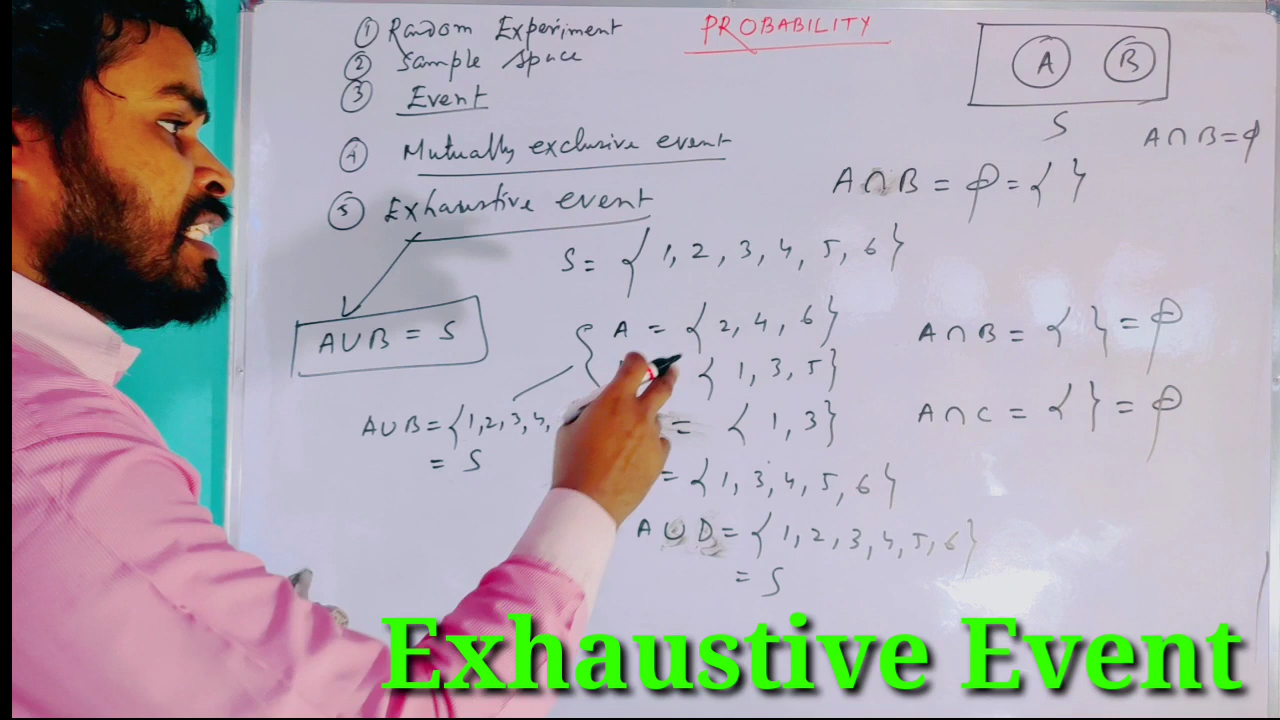 PROBABILITY
① Random Experiment
② Sample space
③ Event
④ Mutually exclusive event
⑤ Exhaustive event
A B
S
A∩B=φ
A∩B = φ = { }
S = { 1, 2, 3, 4, 5, 6 }
A∪B = S
A = { 2, 4, 6 }
A∩B = { } = φ
{ 1, 3, 5 }
A∪B = { 1, 2, 3, 4,
= S
= { 1, 3 }
A∩C = { } = φ
= { 1, 3, 4, 5, 6 }
A∪D = { 1, 2, 3, 4, 5, 6 }
= S
Exhaustive Event